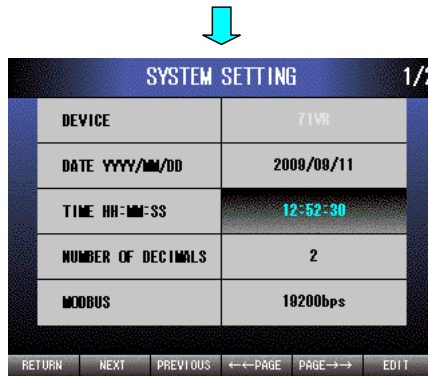 SYSTEM SETTING 1/2
DEVICE 71VR
DATE YYYY/MM/DD 2009/09/11
TIME HH:MM:SS 12:52:30
NUMBER OF DECIMALS 2
MODBUS 19200bps
RETURN NEXT PREVIOUS ←←PAGE PAGE→→ EDIT